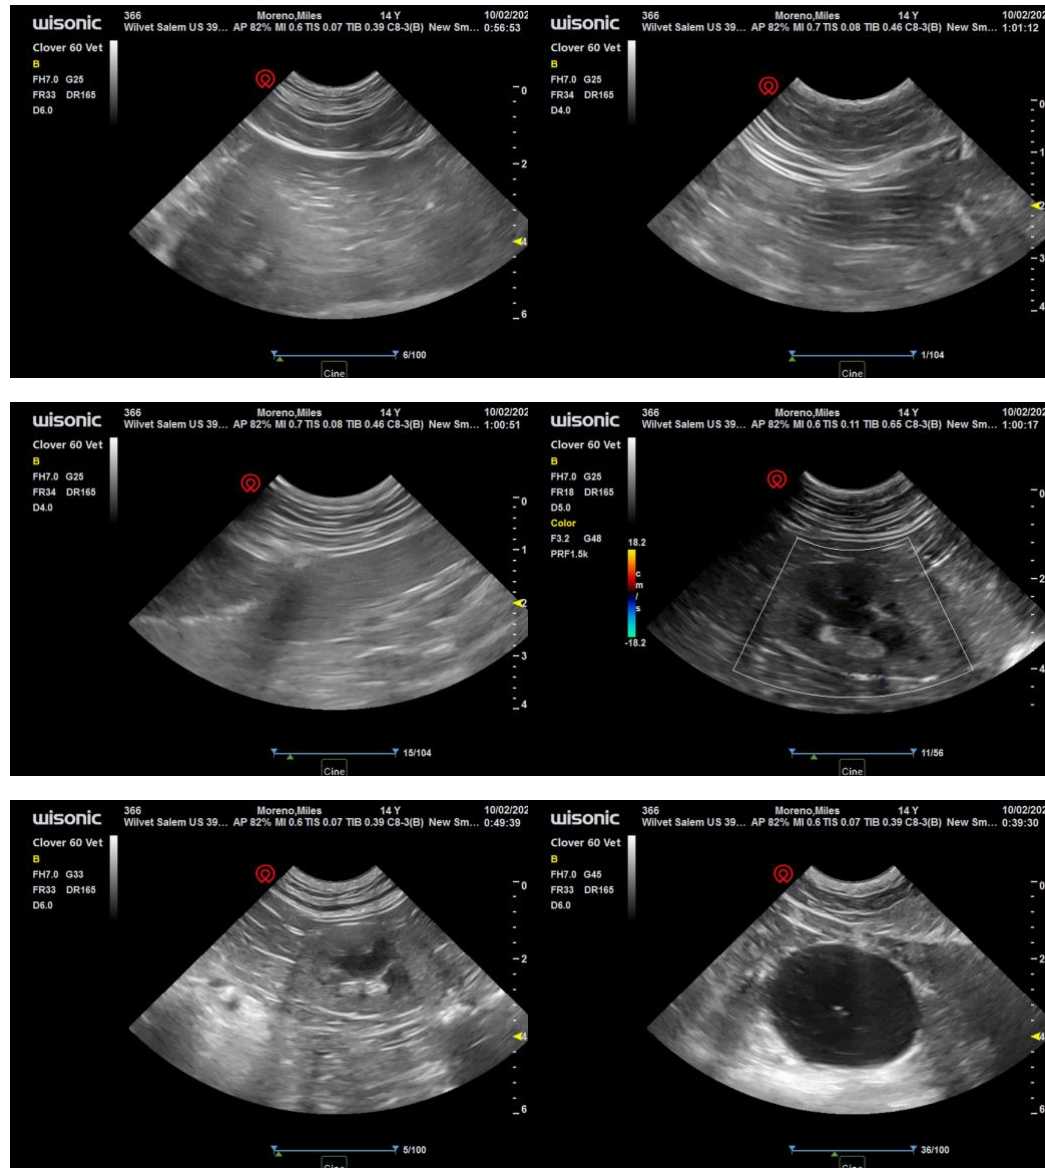 wisonic 366 Moreno,Miles 14 Y 10/02/202
Wilvet Salem US 39... AP 82% MI 0.6 TIS 0.07 TIB 0.39 C8-3(B) New Sm... 0:56:53
Clover 60 Vet
B
FH7.0 G25
FR33 DR165
D6.0
0
2
4
6
6/100
Cine
366 Moreno,Miles 14 Y 10/02/202
wisonic Wilvet Salem US 39... AP 82% MI 0.7 TIS 0.08 TIB 0.46 C8-3(B) New Sm... 1:01:12
Clover 60 Vet
B
FH7.0 G25
FR34 DR165
D4.0
0
1
2
3
4
1/104
Cine
366 Moreno,Miles 14 Y 10/02/202
wisonic Wilvet Salem US 39... AP 82% MI 0.7 TIS 0.08 TIB 0.46 C8-3(B) New Sm... 1:00:51
Clover 60 Vet
B
FH7.0 G25
FR34 DR165
D4.0
0
1
2
3
4
15/104
Cine
366 Moreno,Miles 14 Y 10/02/202
wisonic Wilvet Salem US 39... AP 82% MI 0.6 TIS 0.11 TIB 0.65 C8-3(B) New Sm... 1:00:17
Clover 60 Vet
B
FH7.0 G25
FR18 DR165
D5.0
Color
F3.2 G48
PRF1.5k
18.2
c
m
/
s
-18.2
0
2
4
11/56
Cine
366 Moreno,Miles 14 Y 10/02/202
wisonic Wilvet Salem US 39... AP 82% MI 0.6 TIS 0.07 TIB 0.39 C8-3(B) New Sm... 0:49:39
Clover 60 Vet
B
FH7.0 G33
FR33 DR165
D6.0
0
2
4
6
5/100
Cine
366 Moreno,Miles 14 Y 10/02/202
wisonic Wilvet Salem US 39... AP 82% MI 0.6 TIS 0.07 TIB 0.39 C8-3(B) New Sm... 0:39:30
Clover 60 Vet
B
FH7.0 G45
FR33 DR165
D6.0
0
2
4
6
36/100
Cine